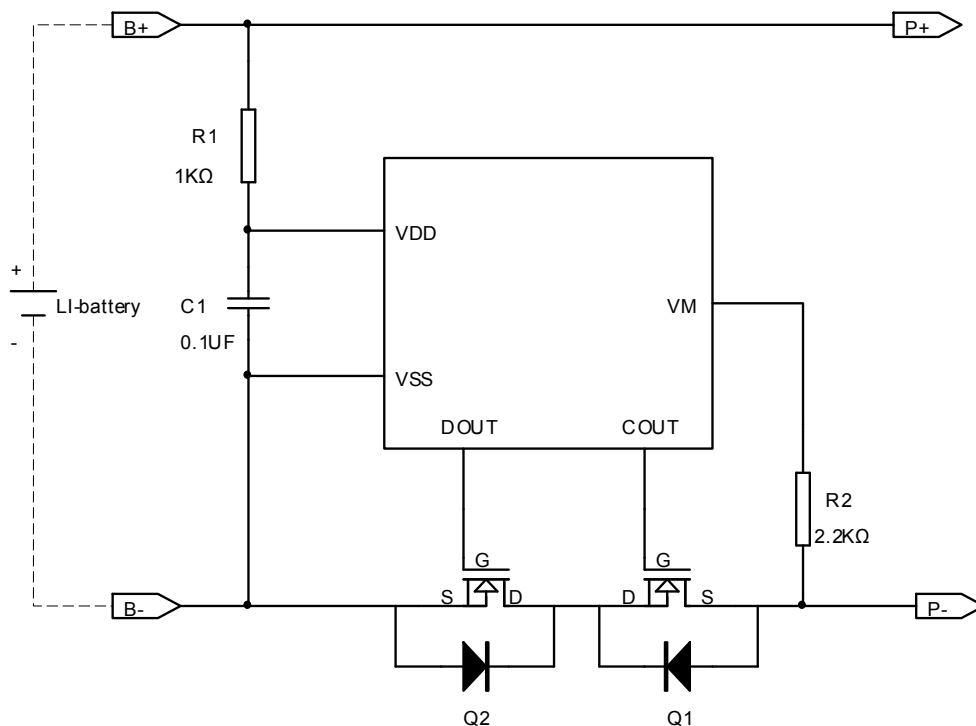 B+
P+
R1
1KΩ
VDD
+
LI-battery
-
C1
0.1UF
VM
VSS
DOUT
COUT
R2
2.2KΩ
G
G
S
D
D
S
B-
P-
Q2
Q1